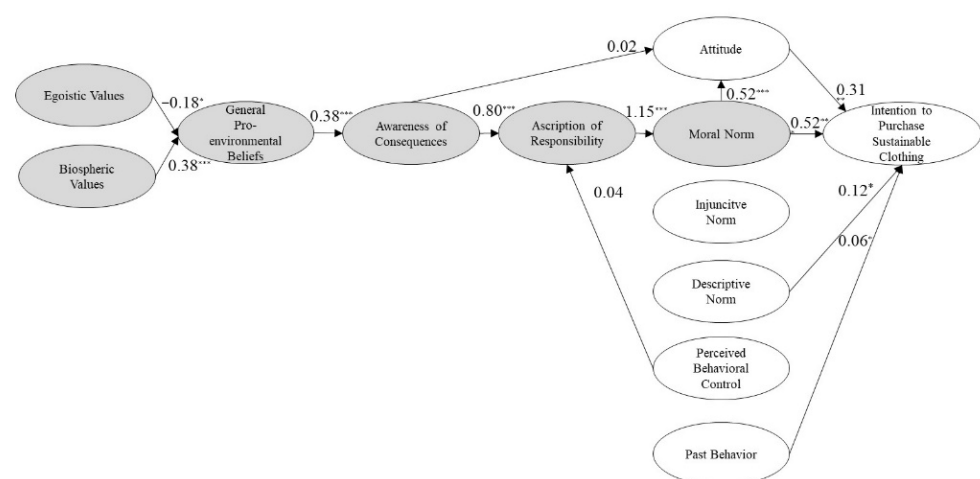 Attitude
0.02
Egoistic Values
−0.18*
0.31
**
General
Pro-
environmental
Beliefs
0.38***
Awareness of
Consequences
0.80***
Ascription of
Responsibility
1.15***
0.52***
Moral Norm
0.52**
Intention to
Purchase
Sustainable
Clothing
Biospheric
Values
0.38***
0.04
Injuncitve
Norm
0.12*
0.06*
Descriptive
Norm
Perceived
Behavioral
Control
Past Behavior